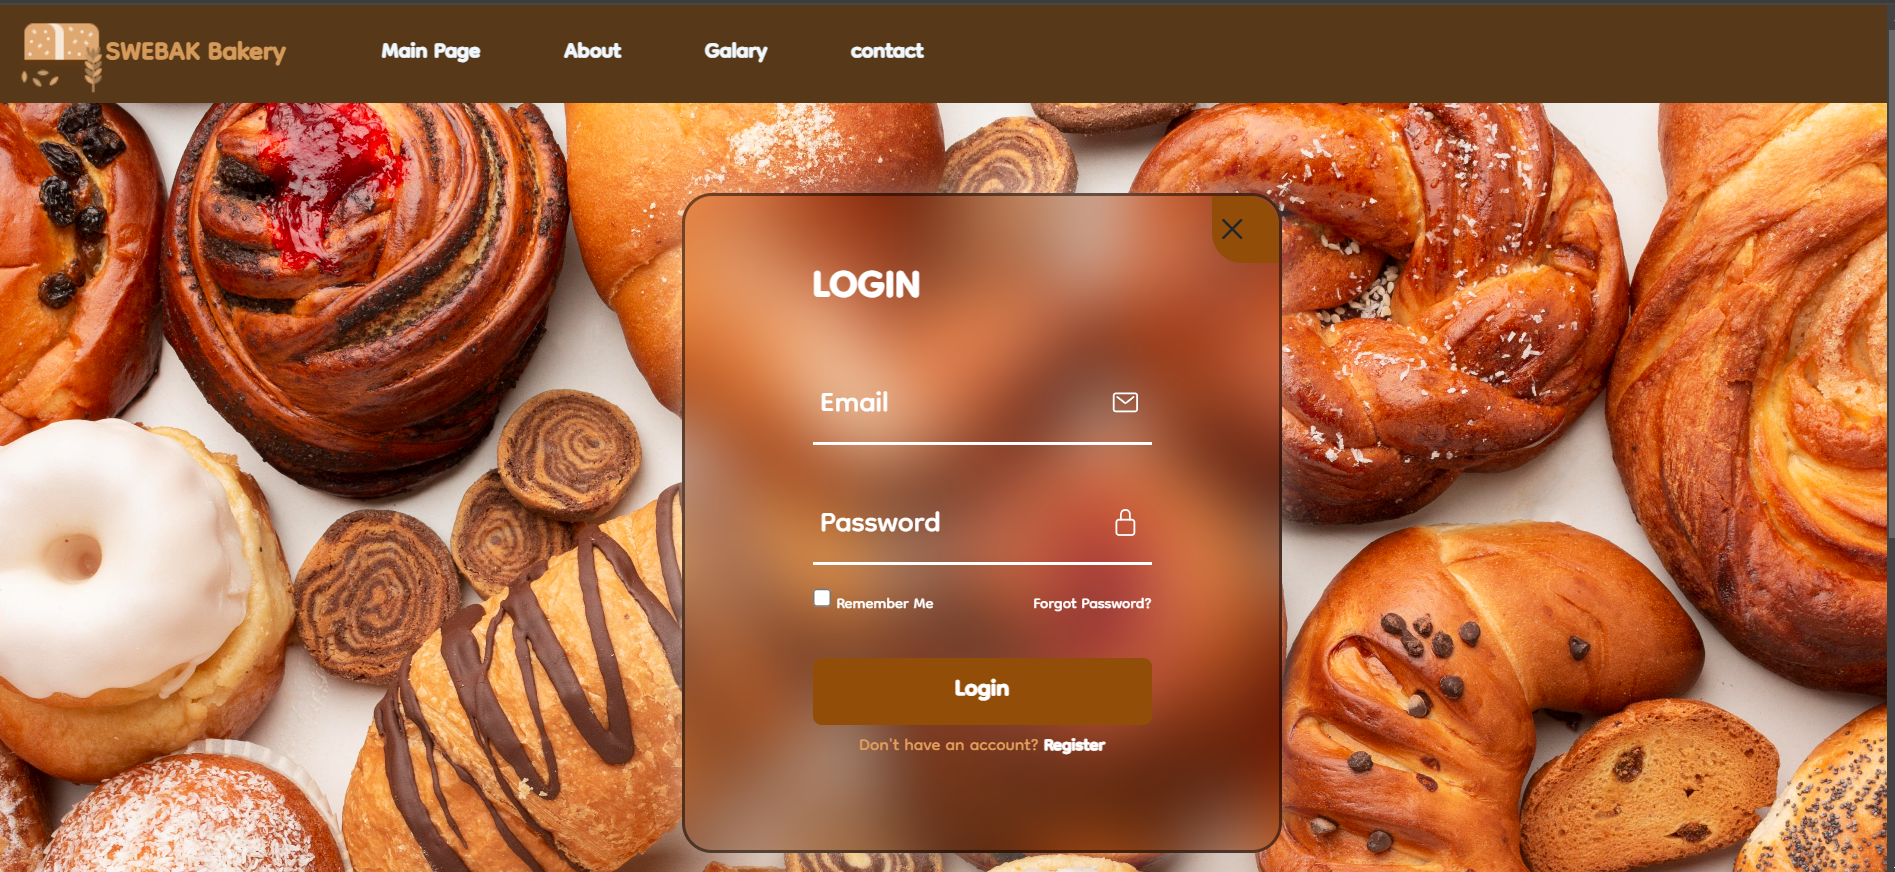 SWEBAK Bakery Main Page About Galary contact
LOGIN
Email
Password
Remember Me Forgot Password?
Login
Don't have an account? Register